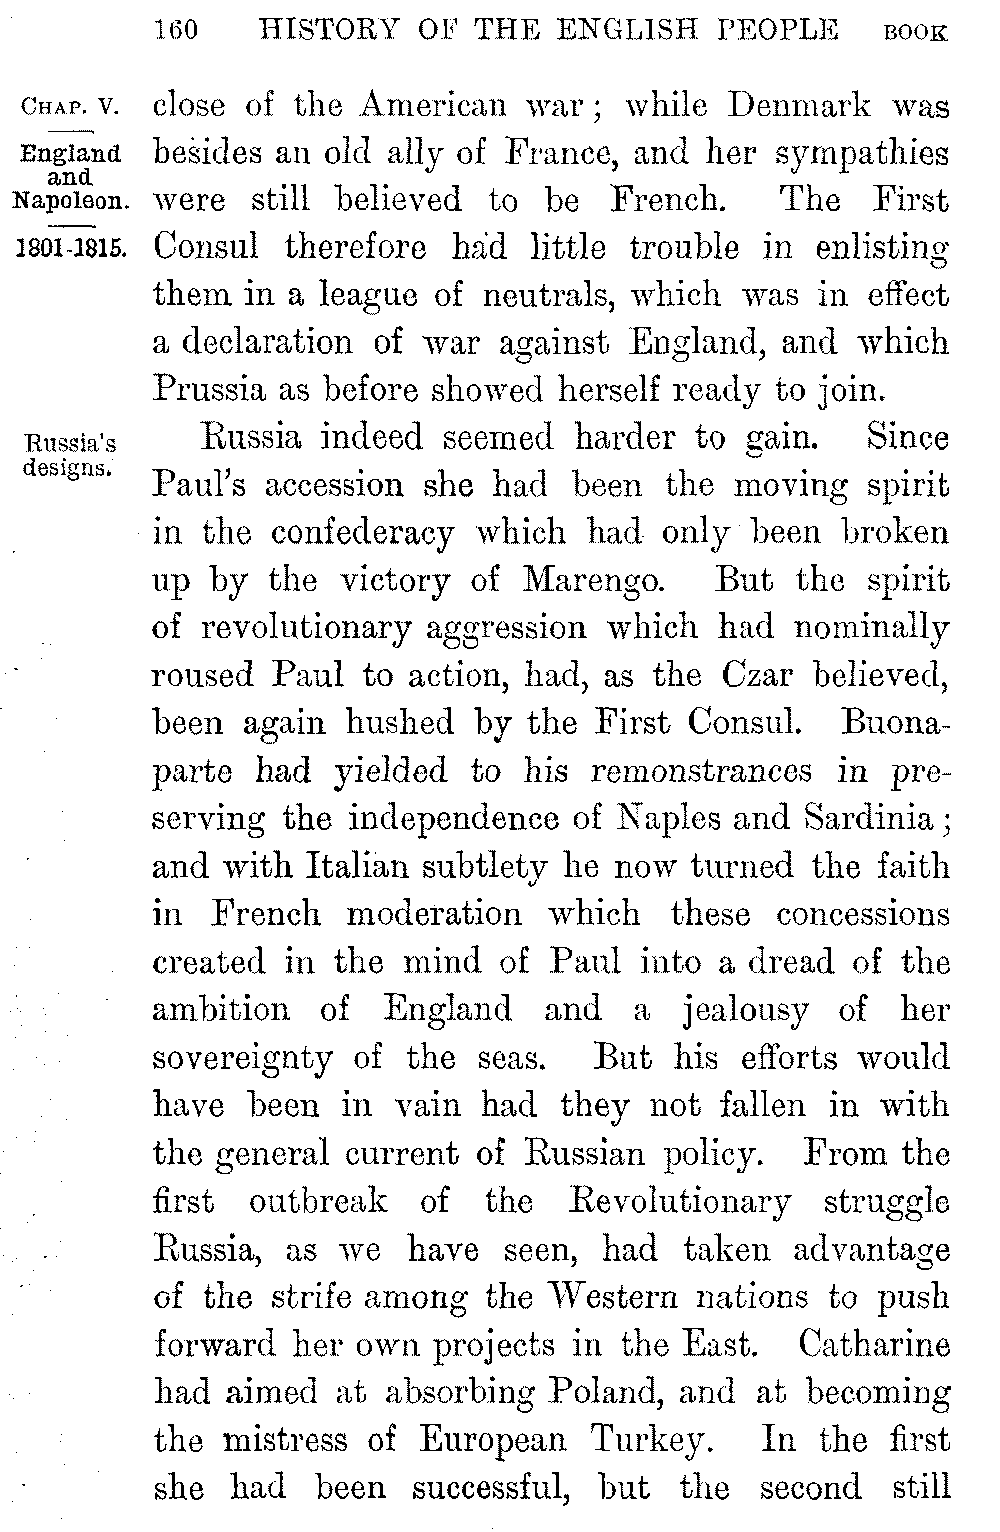 160 HISTORY OF THE ENGLISH PEOPLE BOOK
CHAP. V.
England
and
Napoleon.
1801-1815.
close of the American war; while Denmark was
besides an old ally of France, and her sympathies
were still believed to be French. The First
Consul therefore had little trouble in enlisting
them in a league of neutrals, which was in effect
a declaration of war against England, and which
Prussia as before showed herself ready to join.
Russia's
designs.
Russia indeed seemed harder to gain. Since
Paul's accession she had been the moving spirit
in the confederacy which had only been broken
up by the victory of Marengo. But the spirit
of revolutionary aggression which had nominally
roused Paul to action, had, as the Czar believed,
been again hushed by the First Consul. Buona-
parte had yielded to his remonstrances in pre-
serving the independence of Naples and Sardinia;
and with Italian subtlety he now turned the faith
in French moderation which these concessions
created in the mind of Paul into a dread of the
ambition of England and a jealousy of her
sovereignty of the seas. But his efforts would
have been in vain had they not fallen in with
the general current of Russian policy. From the
first outbreak of the Revolutionary struggle
Russia, as we have seen, had taken advantage
of the strife among the Western nations to push
forward her own projects in the East. Catharine
had aimed at absorbing Poland, and at becoming
the mistress of European Turkey. In the first
she had been successful, but the second still